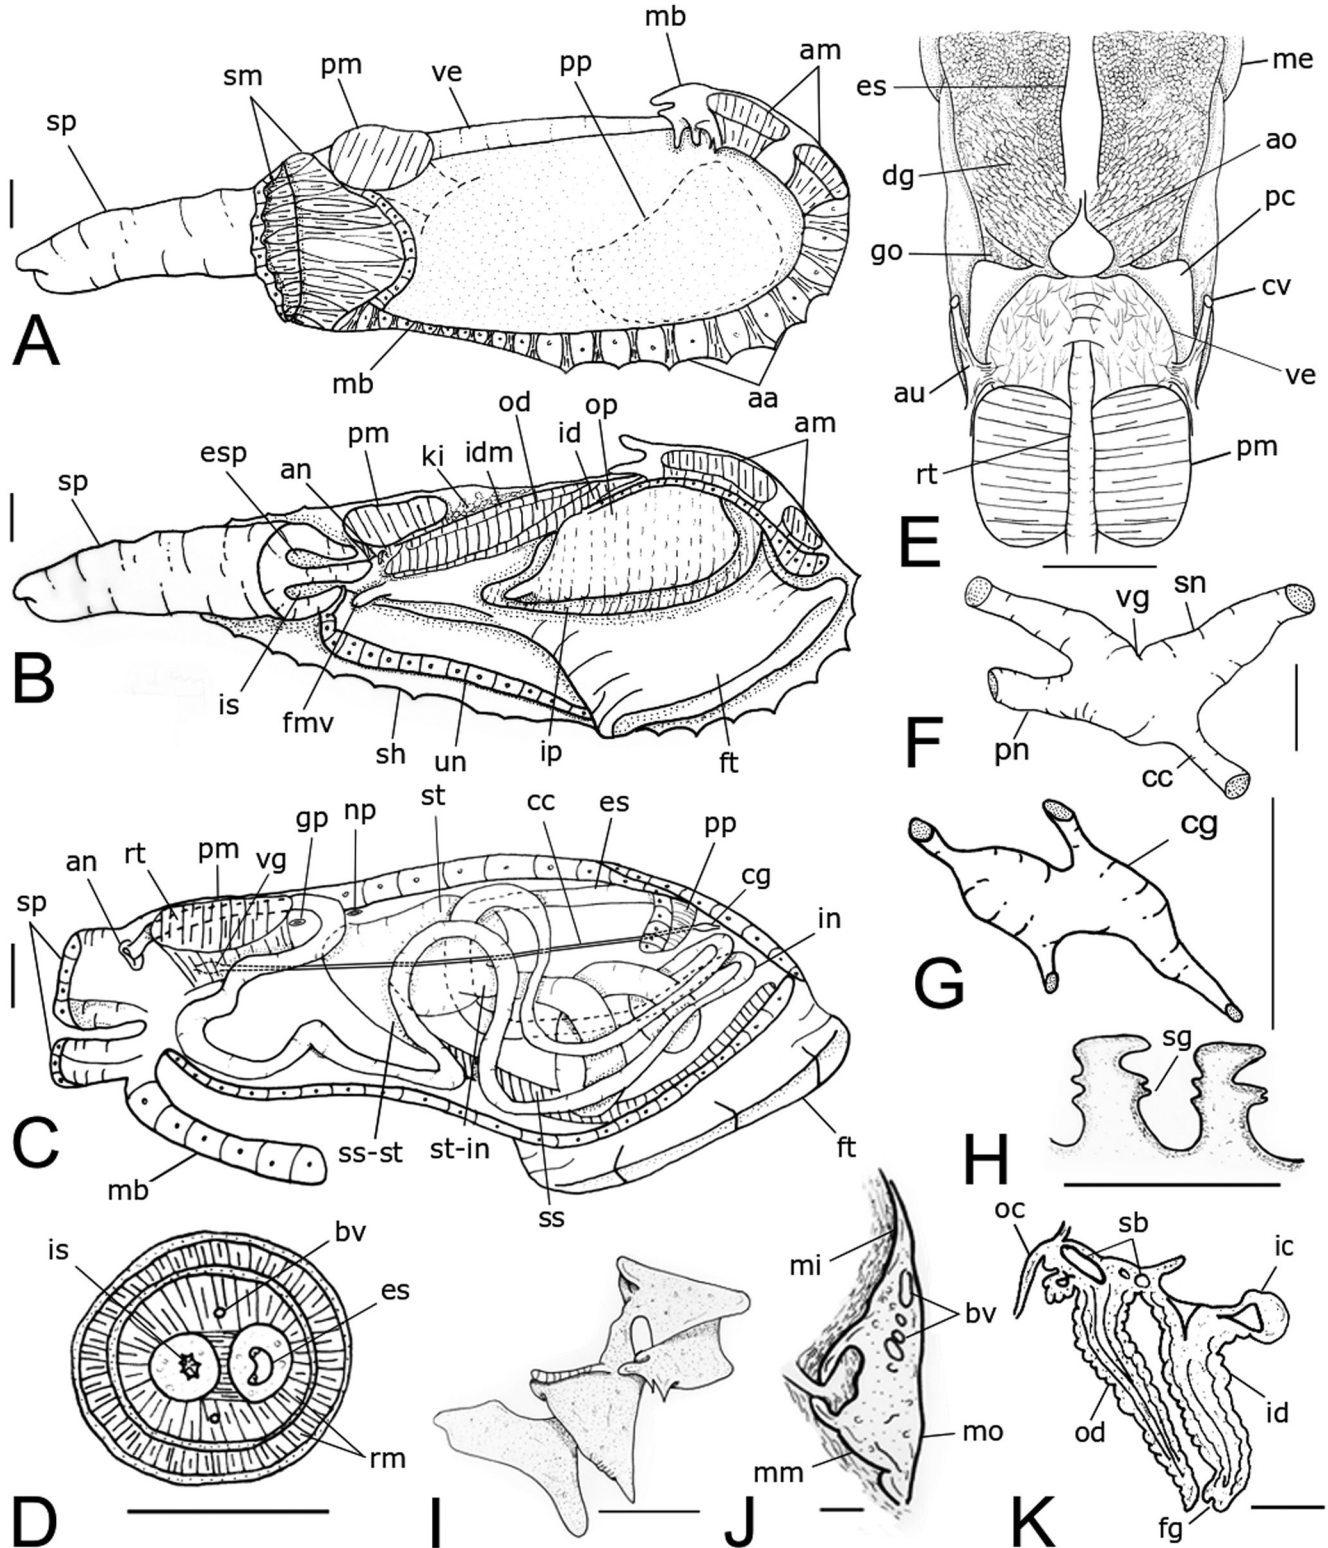 mb
am
pp
ve
pm
sm
sp
A
mb
aa
sp
esp
an
pm
ki
idm
od
id
op
am
B
is
fmv
sh
un
ip
ft
sp
an
rt
pm
vg
gp
np
st
cc
es
pp
cg
in
C
mb
ss-st
st-in
ss
ft
is
bv
es
rm
D
es
me
dg
ao
pc
go
cv
au
ve
rt
pm
E
vg
sn
pn
cc
F
cg
G
sg
H
I
mi
bv
mo
mm
J
oc
sb
ic
od
id
fg
K